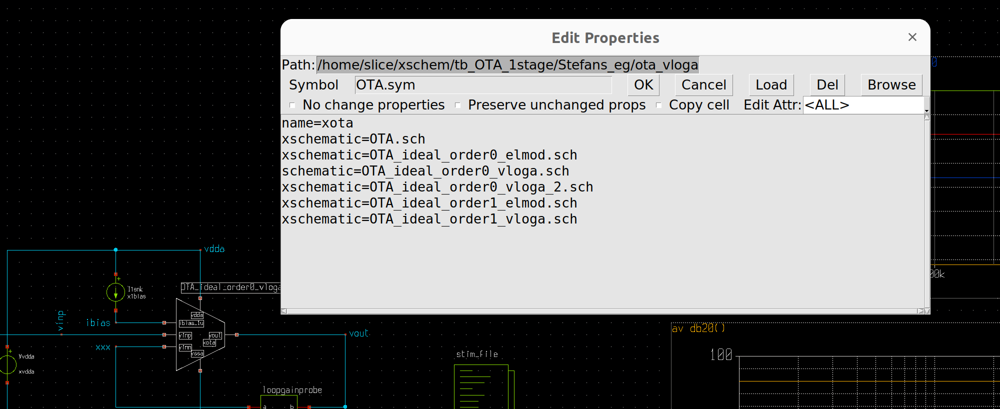 Edit Properties
Path: /home/slice/xschem/tb_OTA_1stage/Stefans_eg/ota_vloga
Symbol OTA.sym OK Cancel Load Del Browse
No change properties Preserve unchanged props Copy cell Edit Attr: <ALL>
name=xota
xschematic=OTA.sch
xschematic=OTA_ideal_order0_elmod.sch
schematic=OTA_ideal_order0_vloga.sch
xschematic=OTA_ideal_order0_vloga_2.sch
xschematic=OTA_ideal_order1_elmod.sch
xschematic=OTA_ideal_order1_vloga.sch
0
00k
vdda
OTA_ideal_order0_vloga
I1snk
x1bias
vinp
ibias
xxx
vdda
ibias_1u
vinp
vout
xota
vinn
vssa
vout
Vvdda
xvdda
loopgainprobe
a b
stim_file
av db20()
100